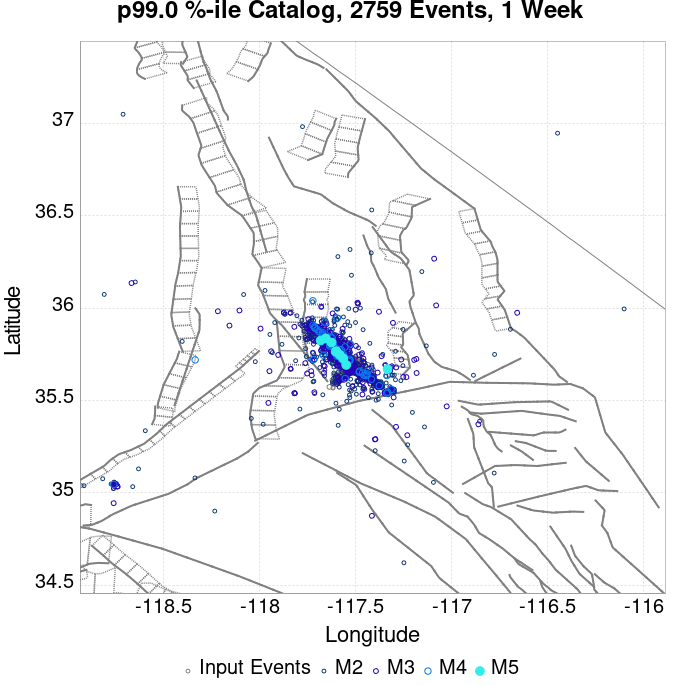 p99.0 %-ile Catalog, 2759 Events, 1 Week
37
36.5
36
35.5
35
34.5
Latitude
-118.5 -118 -117.5 -117 -116.5 -116
Longitude
Input Events M2 M3 M4 M5